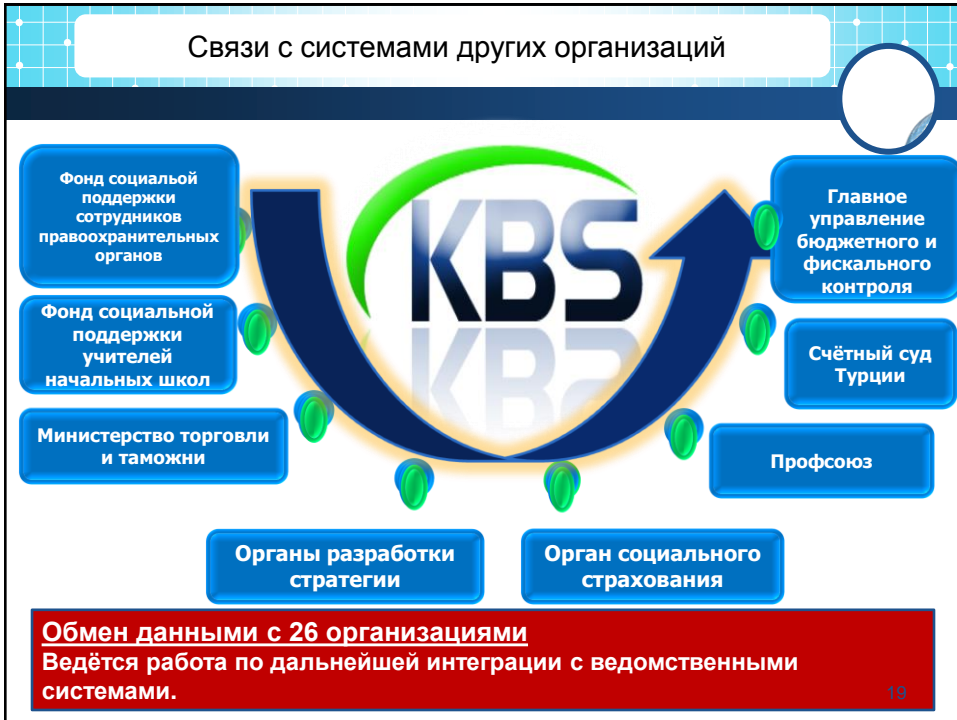 Связи с системами других организаций
Фонд социальой
поддержки
сотрудников
правоохранительных
органов
Фонд социальной
поддержки
учителей
начальных школ
Министерство торговли
и таможни
Органы разработки
стратегии
Орган социального
страхования
Профсоюз
Счётный суд
Турции
Главное
управление
бюджетного и
фискального
контроля
KBS
Обмен данными с 26 организациями
Ведётся работа по дальнейшей интеграции с ведомственными
системами.
19